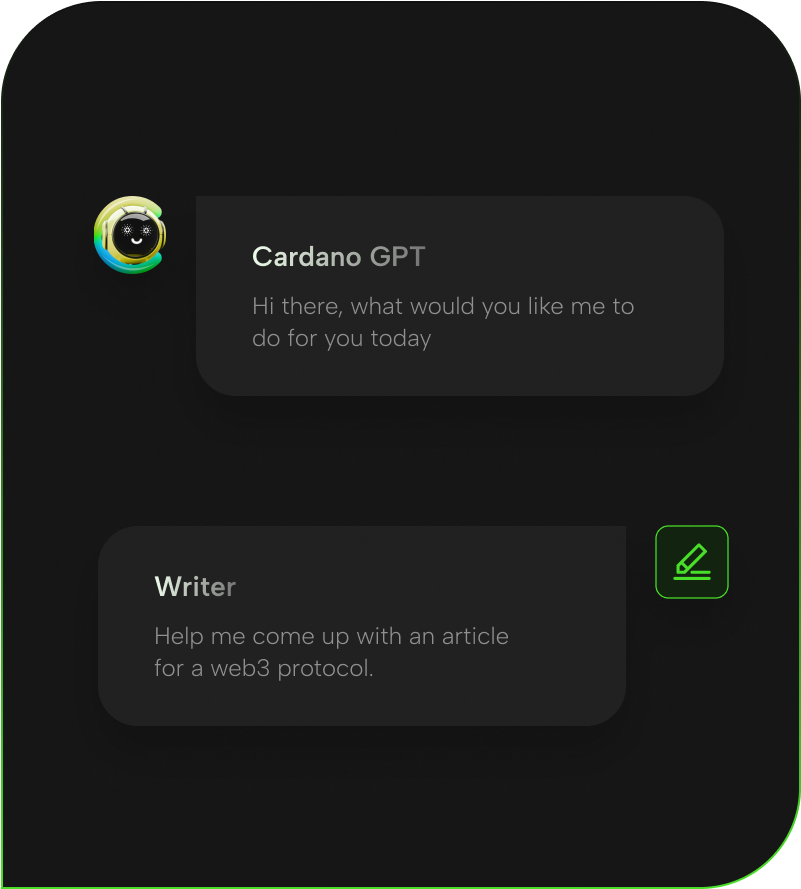 Cardano GPT
Hi there, what would you like me to
do for you today
Writer
Help me come up with an article
for a web3 protocol.